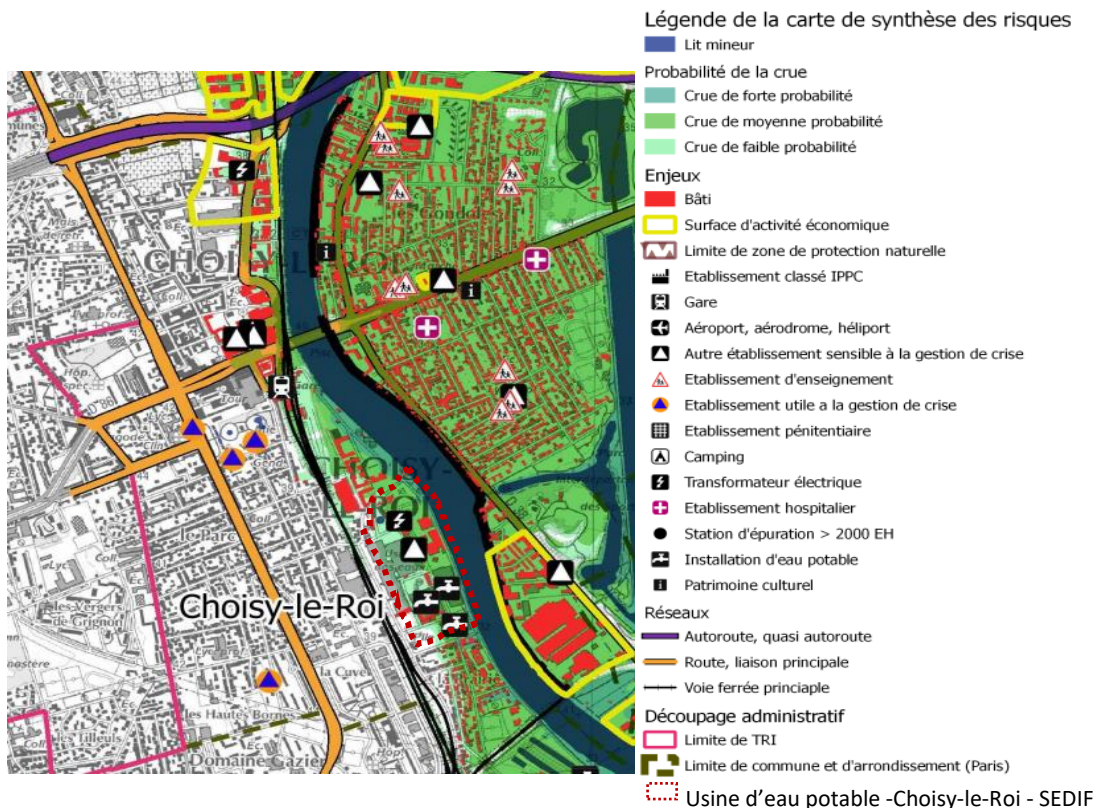 Légende de la carte de synthèse des risques
Lit mineur
Probabilité de la crue
Crue de forte probabilité
Crue de moyenne probabilité
Crue de faible probabilité
Enjeux
Bâti
Surface d'activité économique
Limite de zone de protection naturelle
Etablissement classé IPPC
Gare
Aéroport, aérodrome, héliport
Autre établissement sensible à la gestion de crise
Etablissement d'enseignement
Etablissement utile a la gestion de crise
Etablissement pénitentiaire
Camping
Transformateur électrique
Etablissement hospitalier
Station d'épuration > 2000 EH
Installation d'eau potable
Patrimoine culturel
Réseaux
Autoroute, quasi autoroute
Route, liaison principale
Voie ferrée princiaple
Découpage administratif
Limite de TRI
Limite de commune et d'arrondissement (Paris)
Usine d'eau potable -Choisy-le-Roi - SEDIF
les Gondoles
CHOISY-LE-ROI
CHOISY-
LE-ROI
le Parc
Choisy-le-Roi
les Vergers
de Grignon
la Cuve
les Hautes Bornes
les Tilleuls
Domaine Gazier